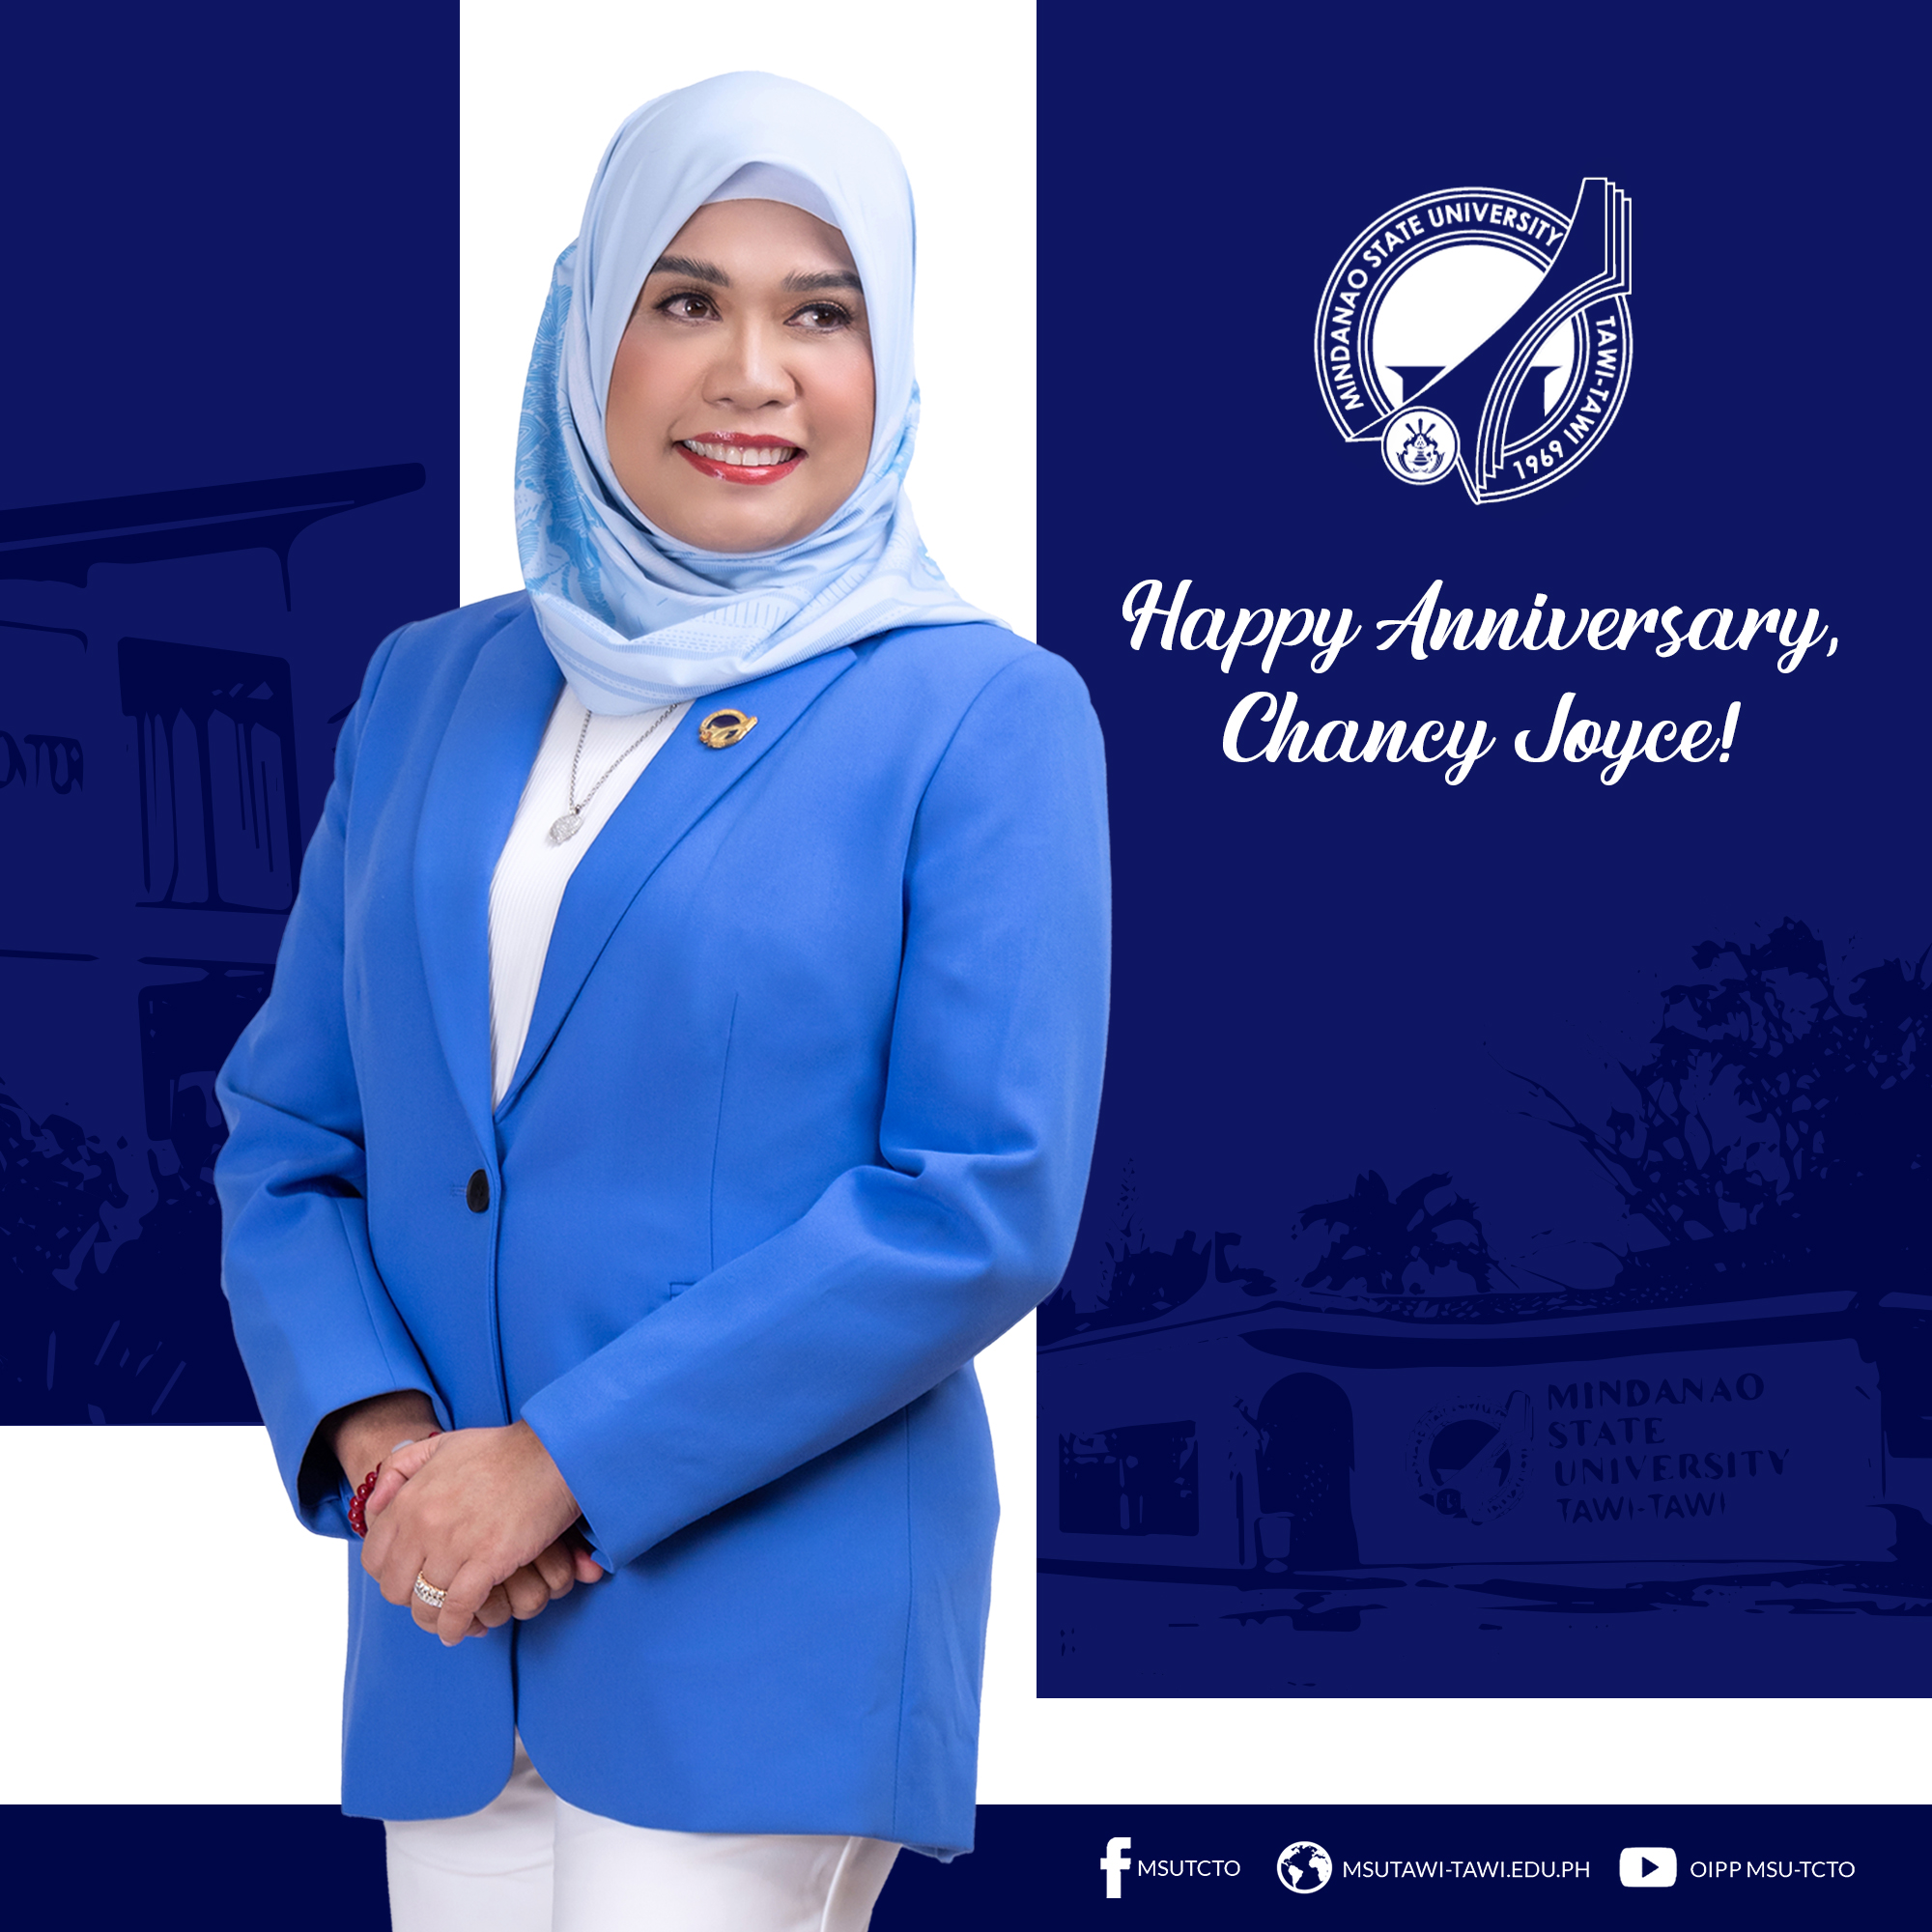 MINDANAO STATE UNIVERSITY
TAWI-TAWI 1969
Happy Anniversary,
Chancy Joyce!
MINDANAO
STATE
UNIVERSITY
TAWI-TAWI
MSUTCTO
MSUTAWI-TAWI.EDU.PH
OIPP MSU-TCTO